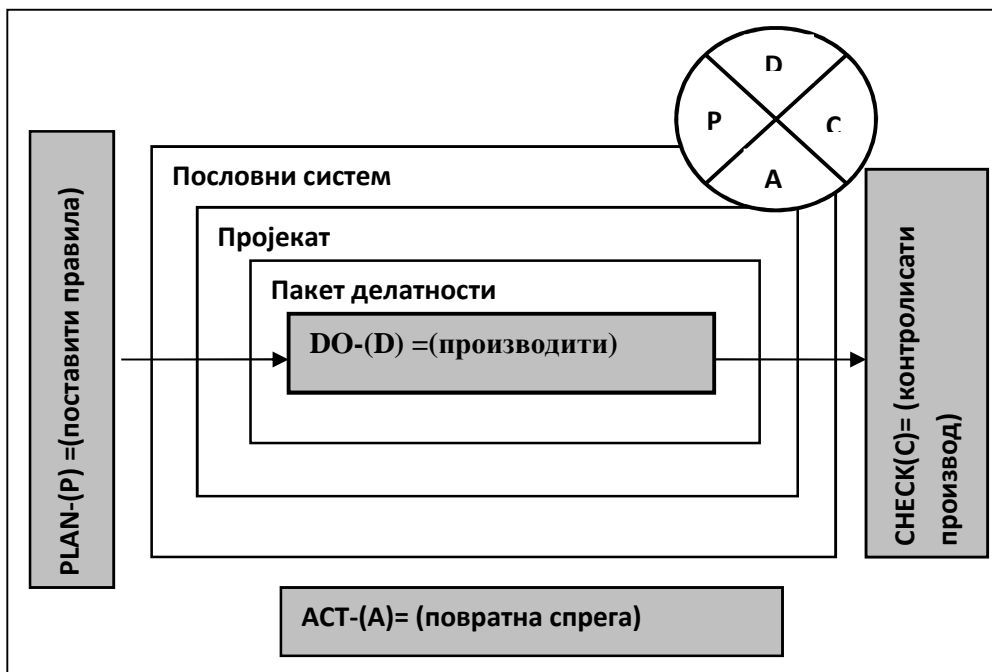 D
P
C
A
PLAN-(P) =(поставити правила)
Пословни систем
Пројекат
Пакет делатности
DO-(D) =(производити)
CHECK(C)= (контролисати
производ)
ACT-(A)= (повратна спрега)